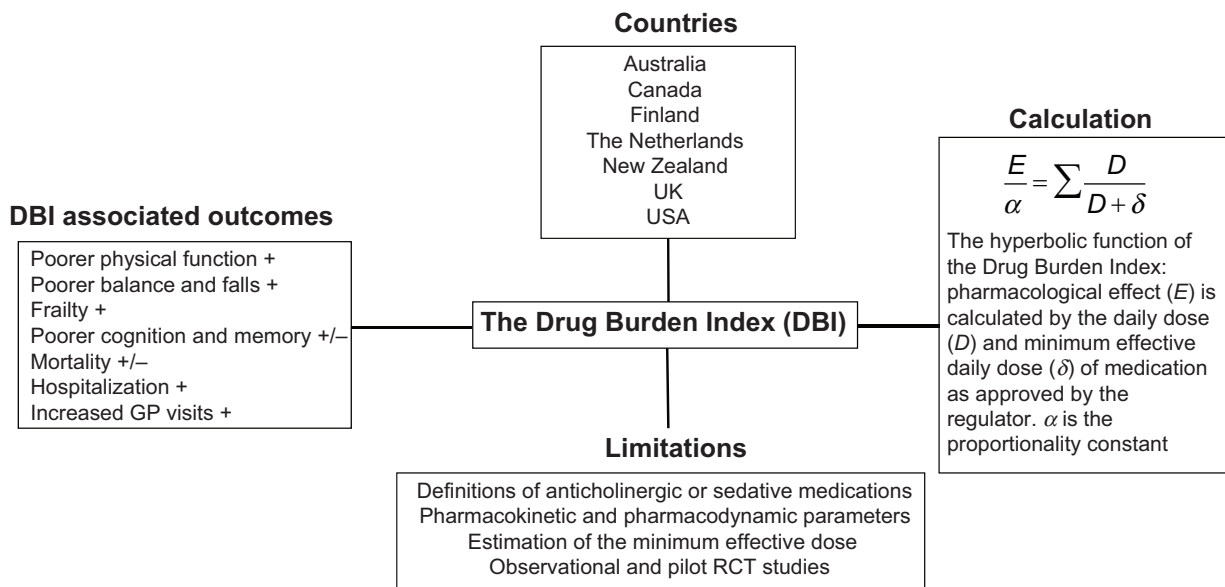 Countries
Australia
Canada
Finland
The Netherlands
New Zealand
UK
USA
Calculation
E/α = ∑ D/(D + δ)
The hyperbolic function of
the Drug Burden Index:
pharmacological effect (E) is
calculated by the daily dose
(D) and minimum effective
daily dose (δ) of medication
as approved by the
regulator. α is the
proportionality constant
DBI associated outcomes
Poorer physical function +
Poorer balance and falls +
Frailty +
Poorer cognition and memory +/–
Mortality +/–
Hospitalization +
Increased GP visits +
The Drug Burden Index (DBI)
Limitations
Definitions of anticholinergic or sedative medications
Pharmacokinetic and pharmacodynamic parameters
Estimation of the minimum effective dose
Observational and pilot RCT studies